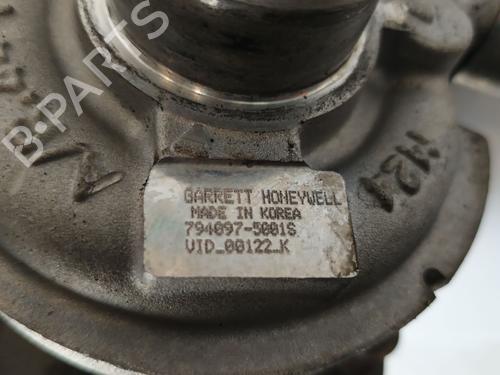 B-PARTS
GARRETT HONEYWELL
MADE IN KOREA
794097-5001S
VID_00122_K